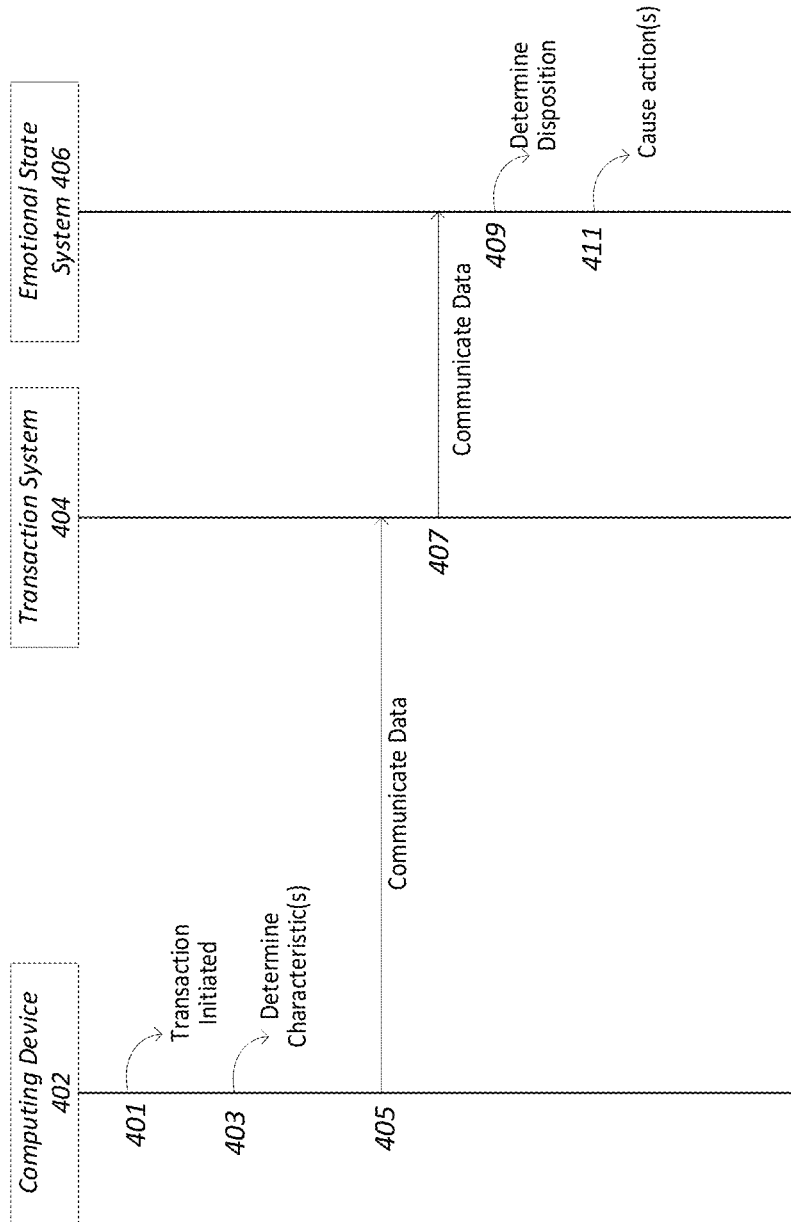 Computing Device
402
Transaction System
404
Emotional State
System 406
401
Transaction
Initiated
403
Determine
Characteristic(s)
405
Communicate Data
407
Communicate Data
409
Determine
Disposition
411
Cause action(s)